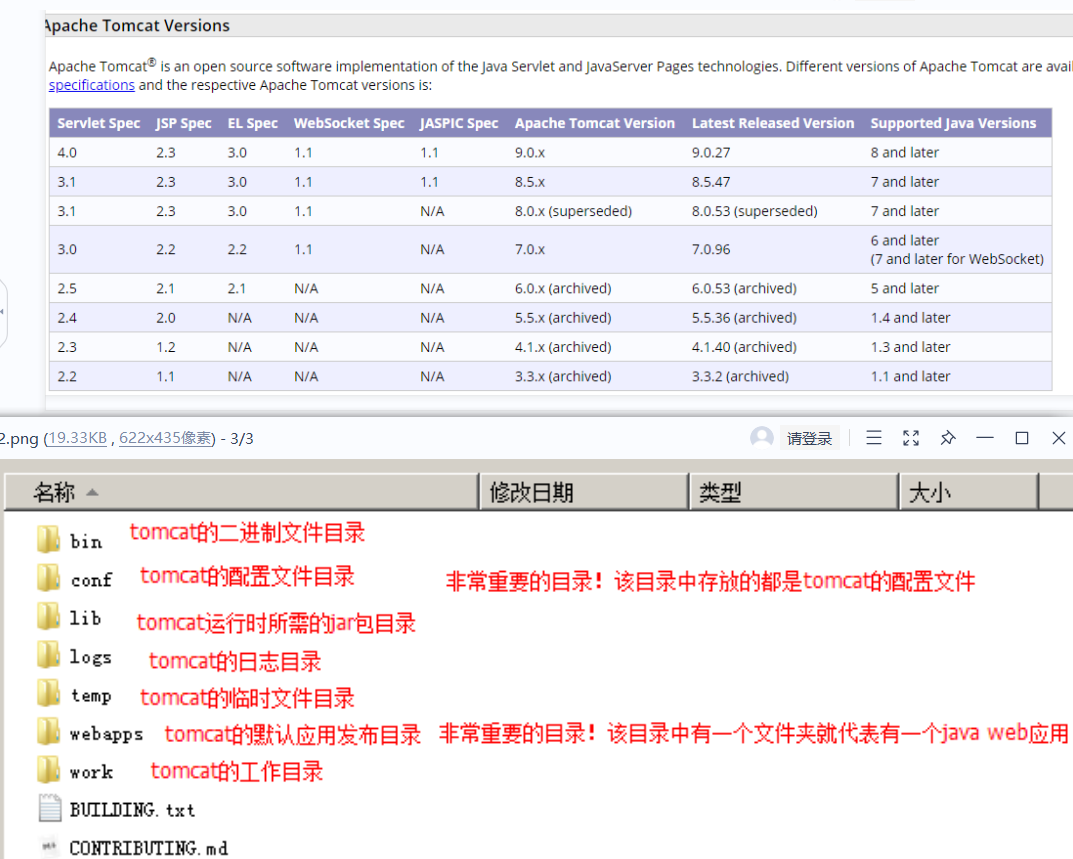 Apache Tomcat Versions
Apache Tomcat® is an open source software implementation of the Java Servlet and JavaServer Pages technologies. Different versions of Apache Tomcat are
specifications and the respective Apache Tomcat versions is:
Servlet Spec JSP Spec EL Spec WebSocket Spec JASPIC Spec Apache Tomcat Version Latest Released Version Supported Java Versions
4.0 2.3 3.0 1.1 1.1 9.0.x 9.0.27 8 and later
3.1 2.3 3.0 1.1 1.1 8.5.x 8.5.47 7 and later
3.1 2.3 3.0 1.1 N/A 8.0.x (superseded) 8.0.53 (superseded) 7 and later
3.0 2.2 2.2 1.1 N/A 7.0.x 7.0.96 6 and later
(7 and later for WebSocket)
2.5 2.1 2.1 N/A N/A 6.0.x (archived) 6.0.53 (archived) 5 and later
2.4 2.0 N/A N/A N/A 5.5.x (archived) 5.5.36 (archived) 1.4 and later
2.3 1.2 N/A N/A N/A 4.1.x (archived) 4.1.40 (archived) 1.3 and later
2.2 1.1 N/A N/A N/A 3.3.x (archived) 3.3.2 (archived) 1.1 and later
2.png (19.33KB , 622x435像素) - 3/3 请登录
名称 修改日期 类型 大小
bin tomcat的二进制文件目录
conf tomcat的配置文件目录 非常重要的目录！该目录中存放的都是tomcat的配置文件
lib tomcat运行时所需的jar包目录
logs tomcat的日志目录
temp tomcat的临时文件目录
webapps tomcat的默认应用发布目录 非常重要的目录！该目录中有一个文件夹就代表有一个java web应用
work tomcat的工作目录
BUILDING.txt
CONTRIBUTING.md